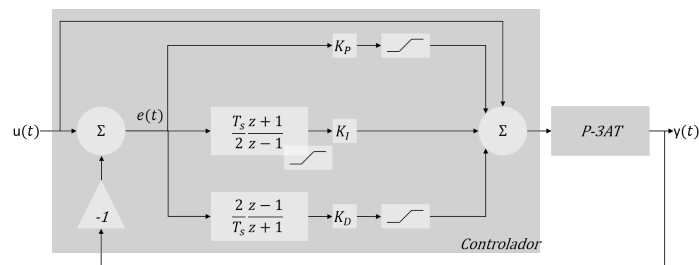 K_P
u(t)
Σ
e(t)
T_s/2 z+1/z−1
K_I
Σ
P-3AT
y(t)
-1
2/T_s z−1/z+1
K_D
Controlador